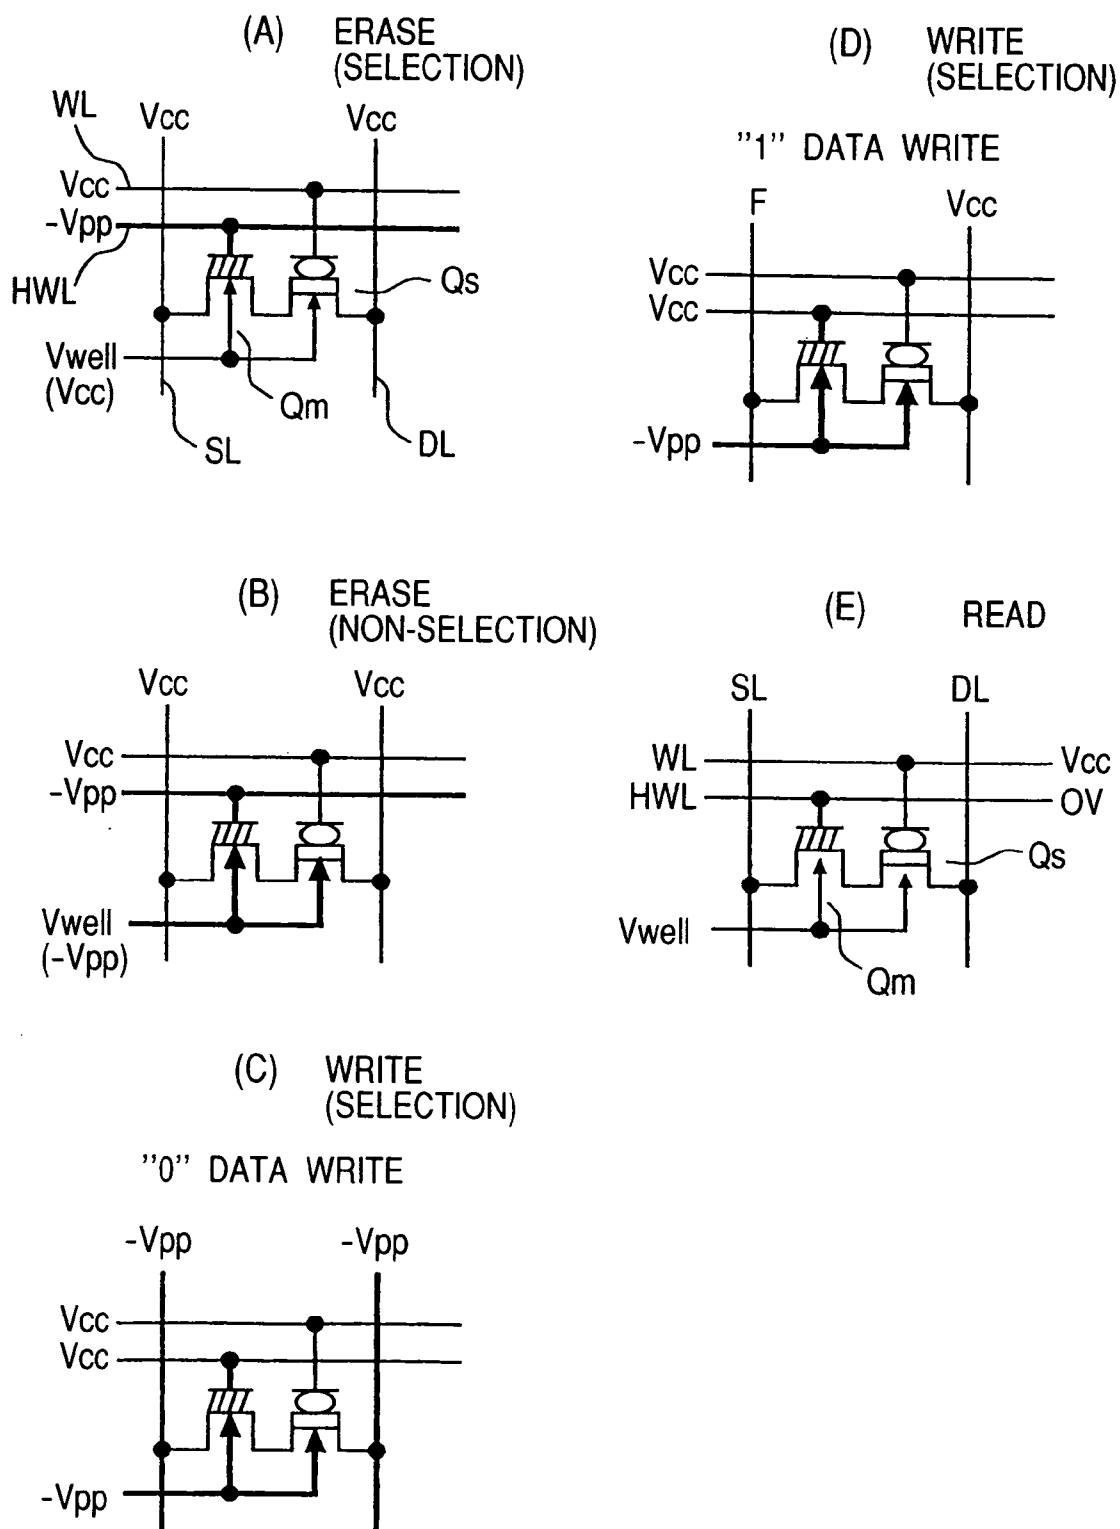 (A) ERASE
(SELECTION)
WL
Vcc
Vcc
Vcc
-Vpp
HWL
Qs
Vwell
(Vcc)
Qm
SL
DL
(B) ERASE
(NON-SELECTION)
Vcc
Vcc
Vcc
-Vpp
Vwell
(-Vpp)
(C) WRITE
(SELECTION)
"0" DATA WRITE
-Vpp
-Vpp
Vcc
Vcc
-Vpp
(D) WRITE
(SELECTION)
"1" DATA WRITE
F
Vcc
Vcc
Vcc
-Vpp
(E) READ
SL
DL
WL
Vcc
HWL
OV
Qs
Vwell
Qm